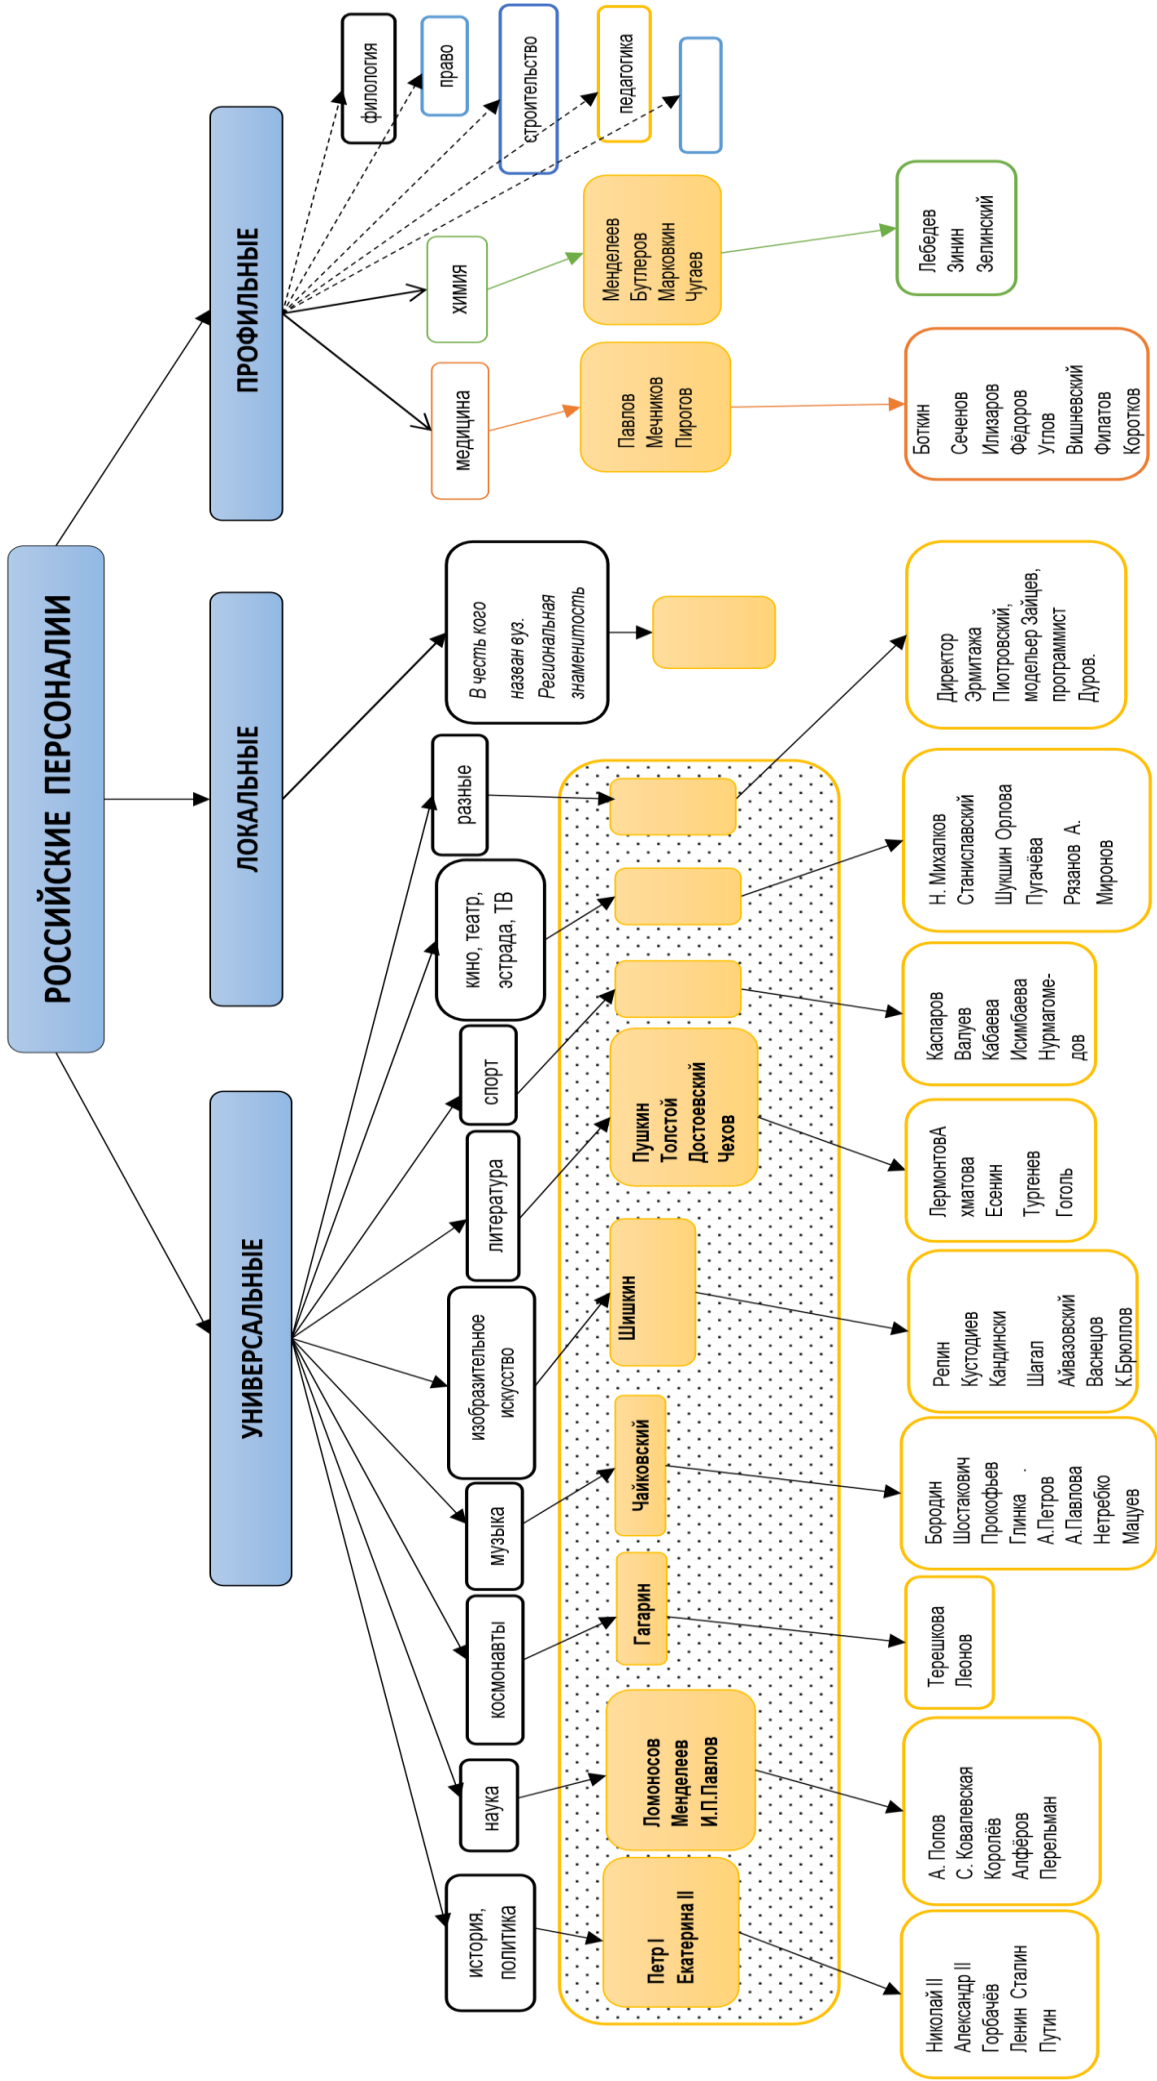 РОССИЙСКИЕ ПЕРСОНАЛИИ
УНИВЕРСАЛЬНЫЕ
ЛОКАЛЬНЫЕ
ПРОФИЛЬНЫЕ
история,
политика
наука
космонавты
музыка
изобразительное
искусство
литература
спорт
кино, театр,
эстрада, ТВ
разные
В честь кого
назван вуз.
Региональная
знаменитость
медицина
химия
филология
право
строительство
педагогика
Петр I
Екатерина II
Ломоносов
Менделеев
И.П.Павлов
Гагарин
Чайковский
Шишкин
Пушкин
Толстой
Достоевский
Чехов
Павлов
Мечников
Пирогов
Менделеев
Бутлеров
Марковкин
Чугаев
Николай II
Александр II
Горбачёв
Ленин Сталин
Путин
А. Попов
С. Ковалевская
Королёв
Алфёров
Перельман
Терешкова
Леонов
Бородин
Шостакович
Прокофьев
Глинка .
А.Петров
А.Павлова
Нетребко
Мацуев
Репин
Кустодиев
Кандински
Шагал
Айвазовский
Васнецов
К.Брюллов
ЛермонтовА
хматова
Есенин
Тургенев
Гоголь
Каспаров
Валуев
Кабаева
Исимбаева
Нурмагоме-
дов
Н. Михалков
Станиславский
Шукшин Орлова
Пугачёва
Рязанов А.
Миронов
Директор
Эрмитажа
Пиотровский,
модельер Зайцев,
программист
Дуров.
Боткин
Сеченов
Илизаров
Фёдоров
Углов
Вишневский
Филатов
Коротков
Лебедев
Зинин
Зелинский